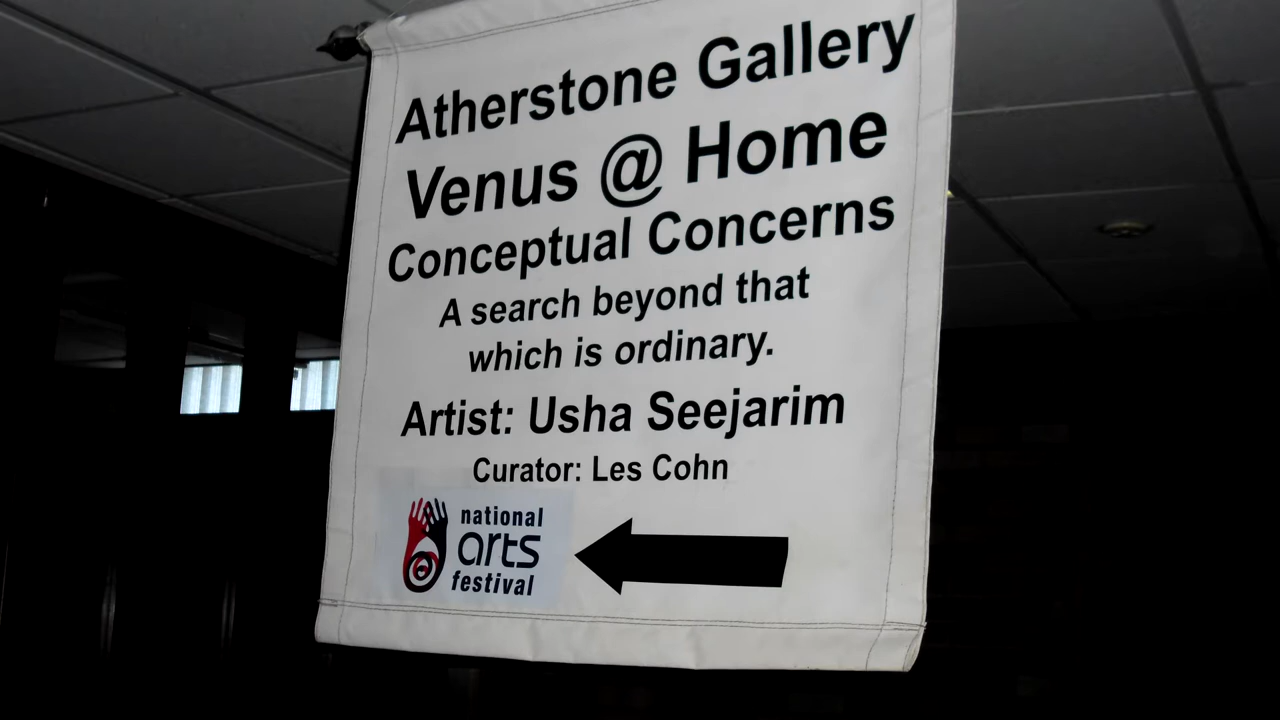 Atherstone Gallery
Venus @ Home
Conceptual Concerns
A search beyond that
which is ordinary.
Artist: Usha Seejarim
Curator: Les Cohn
national
arts
festival